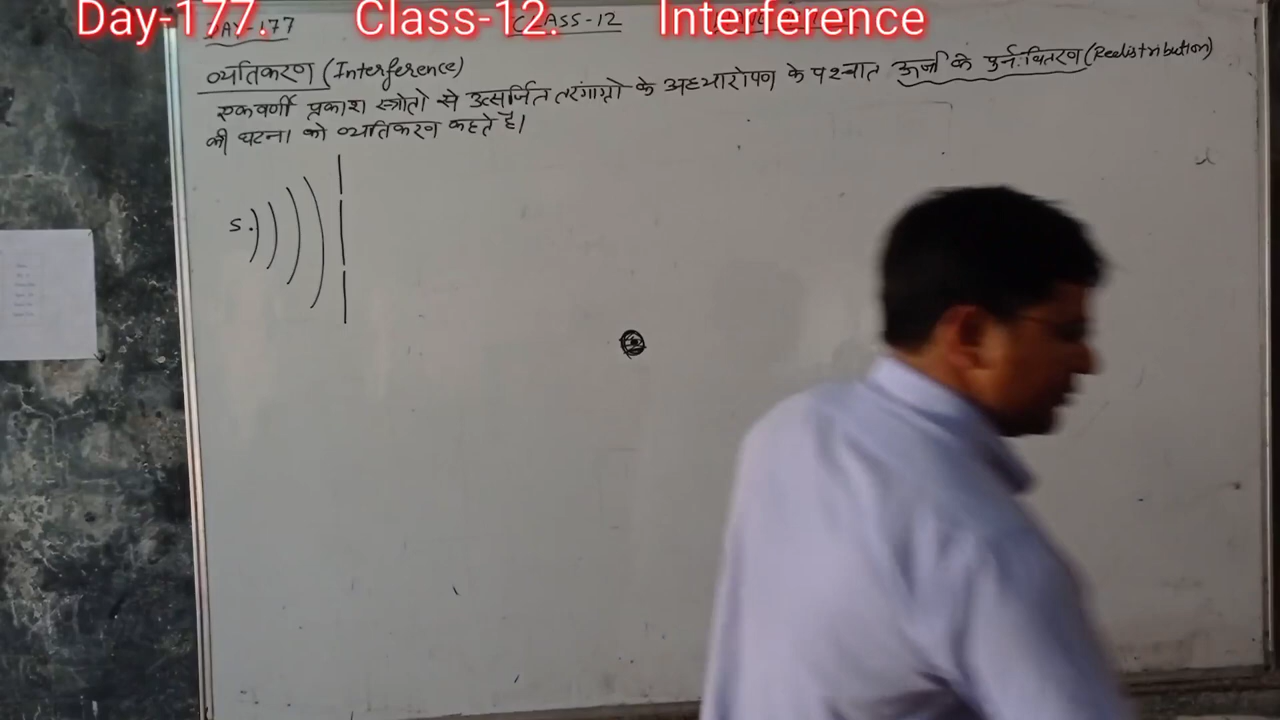 Day-177. Class-12. Interference
DAY-177 CLASS-12
व्यतिकरण (Interference)
एकवर्णी प्रकाश स्त्रोतो से उत्सर्जित तरंगाग्रो के अध्यारोपण के पश्चात ऊर्जा के पुर्न:वितरण (Redistribution)
की घटना को व्यतिकरण कहते है।
S.